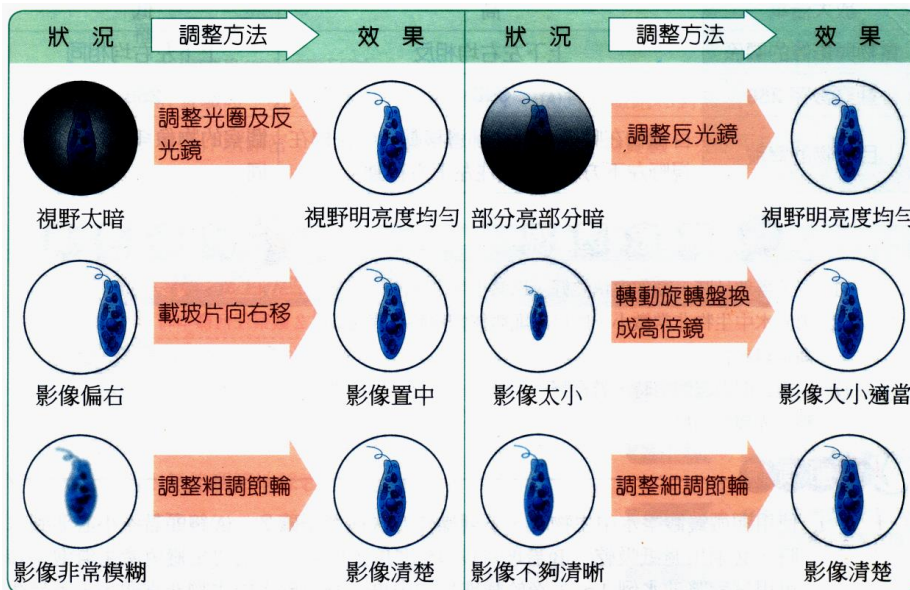 狀況 調整方法 效果 狀況 調整方法 效果
調整光圈及反
光鏡
調整反光鏡
視野太暗 視野明亮度均勻 部分亮部分暗 視野明亮度均勻
載玻片向右移
轉動旋轉盤換
成高倍鏡
影像偏右 影像置中 影像太小 影像大小適當
調整粗調節輪 調整細調節輪
影像非常模糊 影像清楚 影像不夠清晰 影像清楚